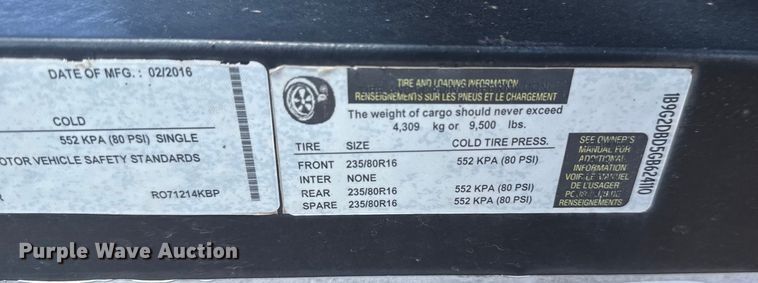 DATE OF MFG. : 02/2016
COLD
552 KPA (80 PSI) SINGLE
OTOR VEHICLE SAFETY STANDARDS
R
RO71214KBP
TIRE AND LOADING INFORMATION
RENSEIGNEMENTS SUR LES PNEUS ET LE CHARGEMENT
The weight of cargo should never exceed
4,309 kg or 9,500 lbs.
TIRE SIZE COLD TIRE PRESS.
FRONT 235/80R16 552 KPA (80 PSI)
INTER NONE
REAR 235/80R16 552 KPA (80 PSI)
SPARE 235/80R16 552 KPA (80 PSI)
SEE OWNER'S
MANUAL FOR
ADDITIONAL
INFORMATION
VOIR LE MANUEL
DE L'USAGER
POUR PLUS DE
RENSEIGNEMENTS
Purple Wave Auction